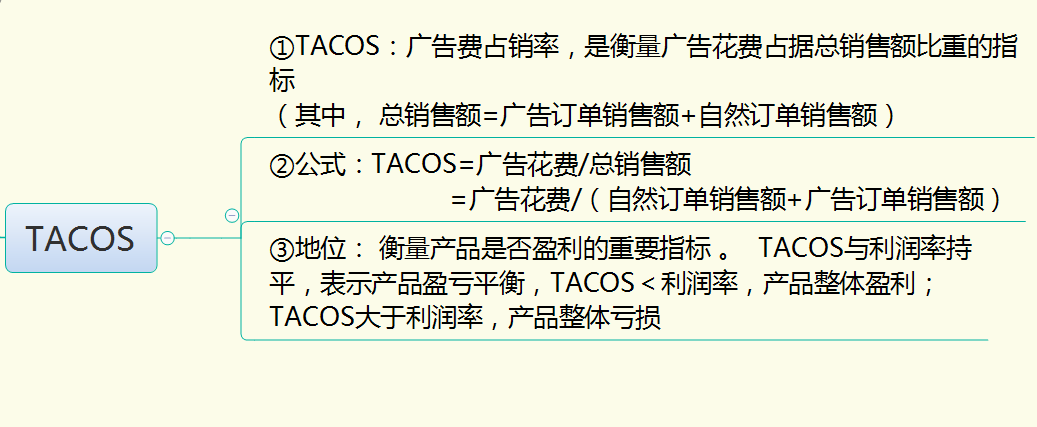 TACOS
①TACOS：广告费占销率，是衡量广告花费占据总销售额比重的指
标
（其中， 总销售额=广告订单销售额+自然订单销售额）
②公式：TACOS=广告花费/总销售额
=广告花费/（自然订单销售额+广告订单销售额）
③地位： 衡量产品是否盈利的重要指标 。 TACOS与利润率持
平，表示产品盈亏平衡，TACOS＜利润率，产品整体盈利；
TACOS大于利润率，产品整体亏损